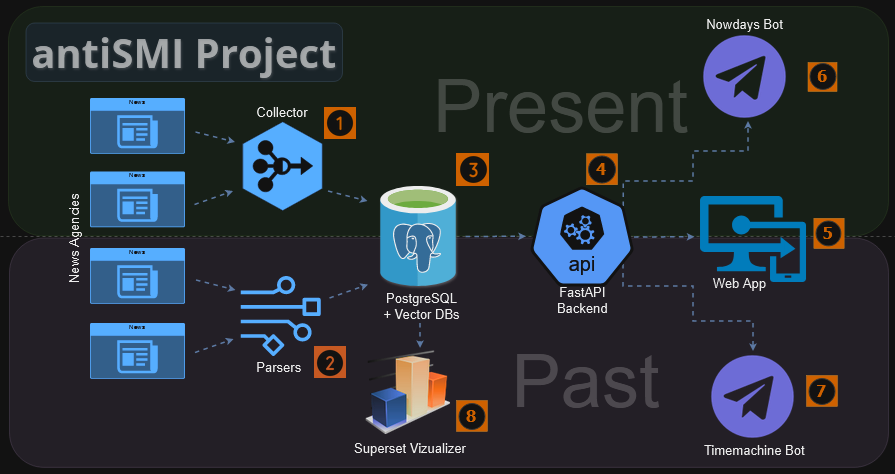 antiSMI Project
Present
Nowdays Bot
6
News
Collector
1
News
News Agencies
3
PostgreSQL
+ Vector DBs
4
api
FastAPI
Backend
5
Web App
News
Parsers
2
News
Past
8
Superset Vizualizer
7
Timemachine Bot